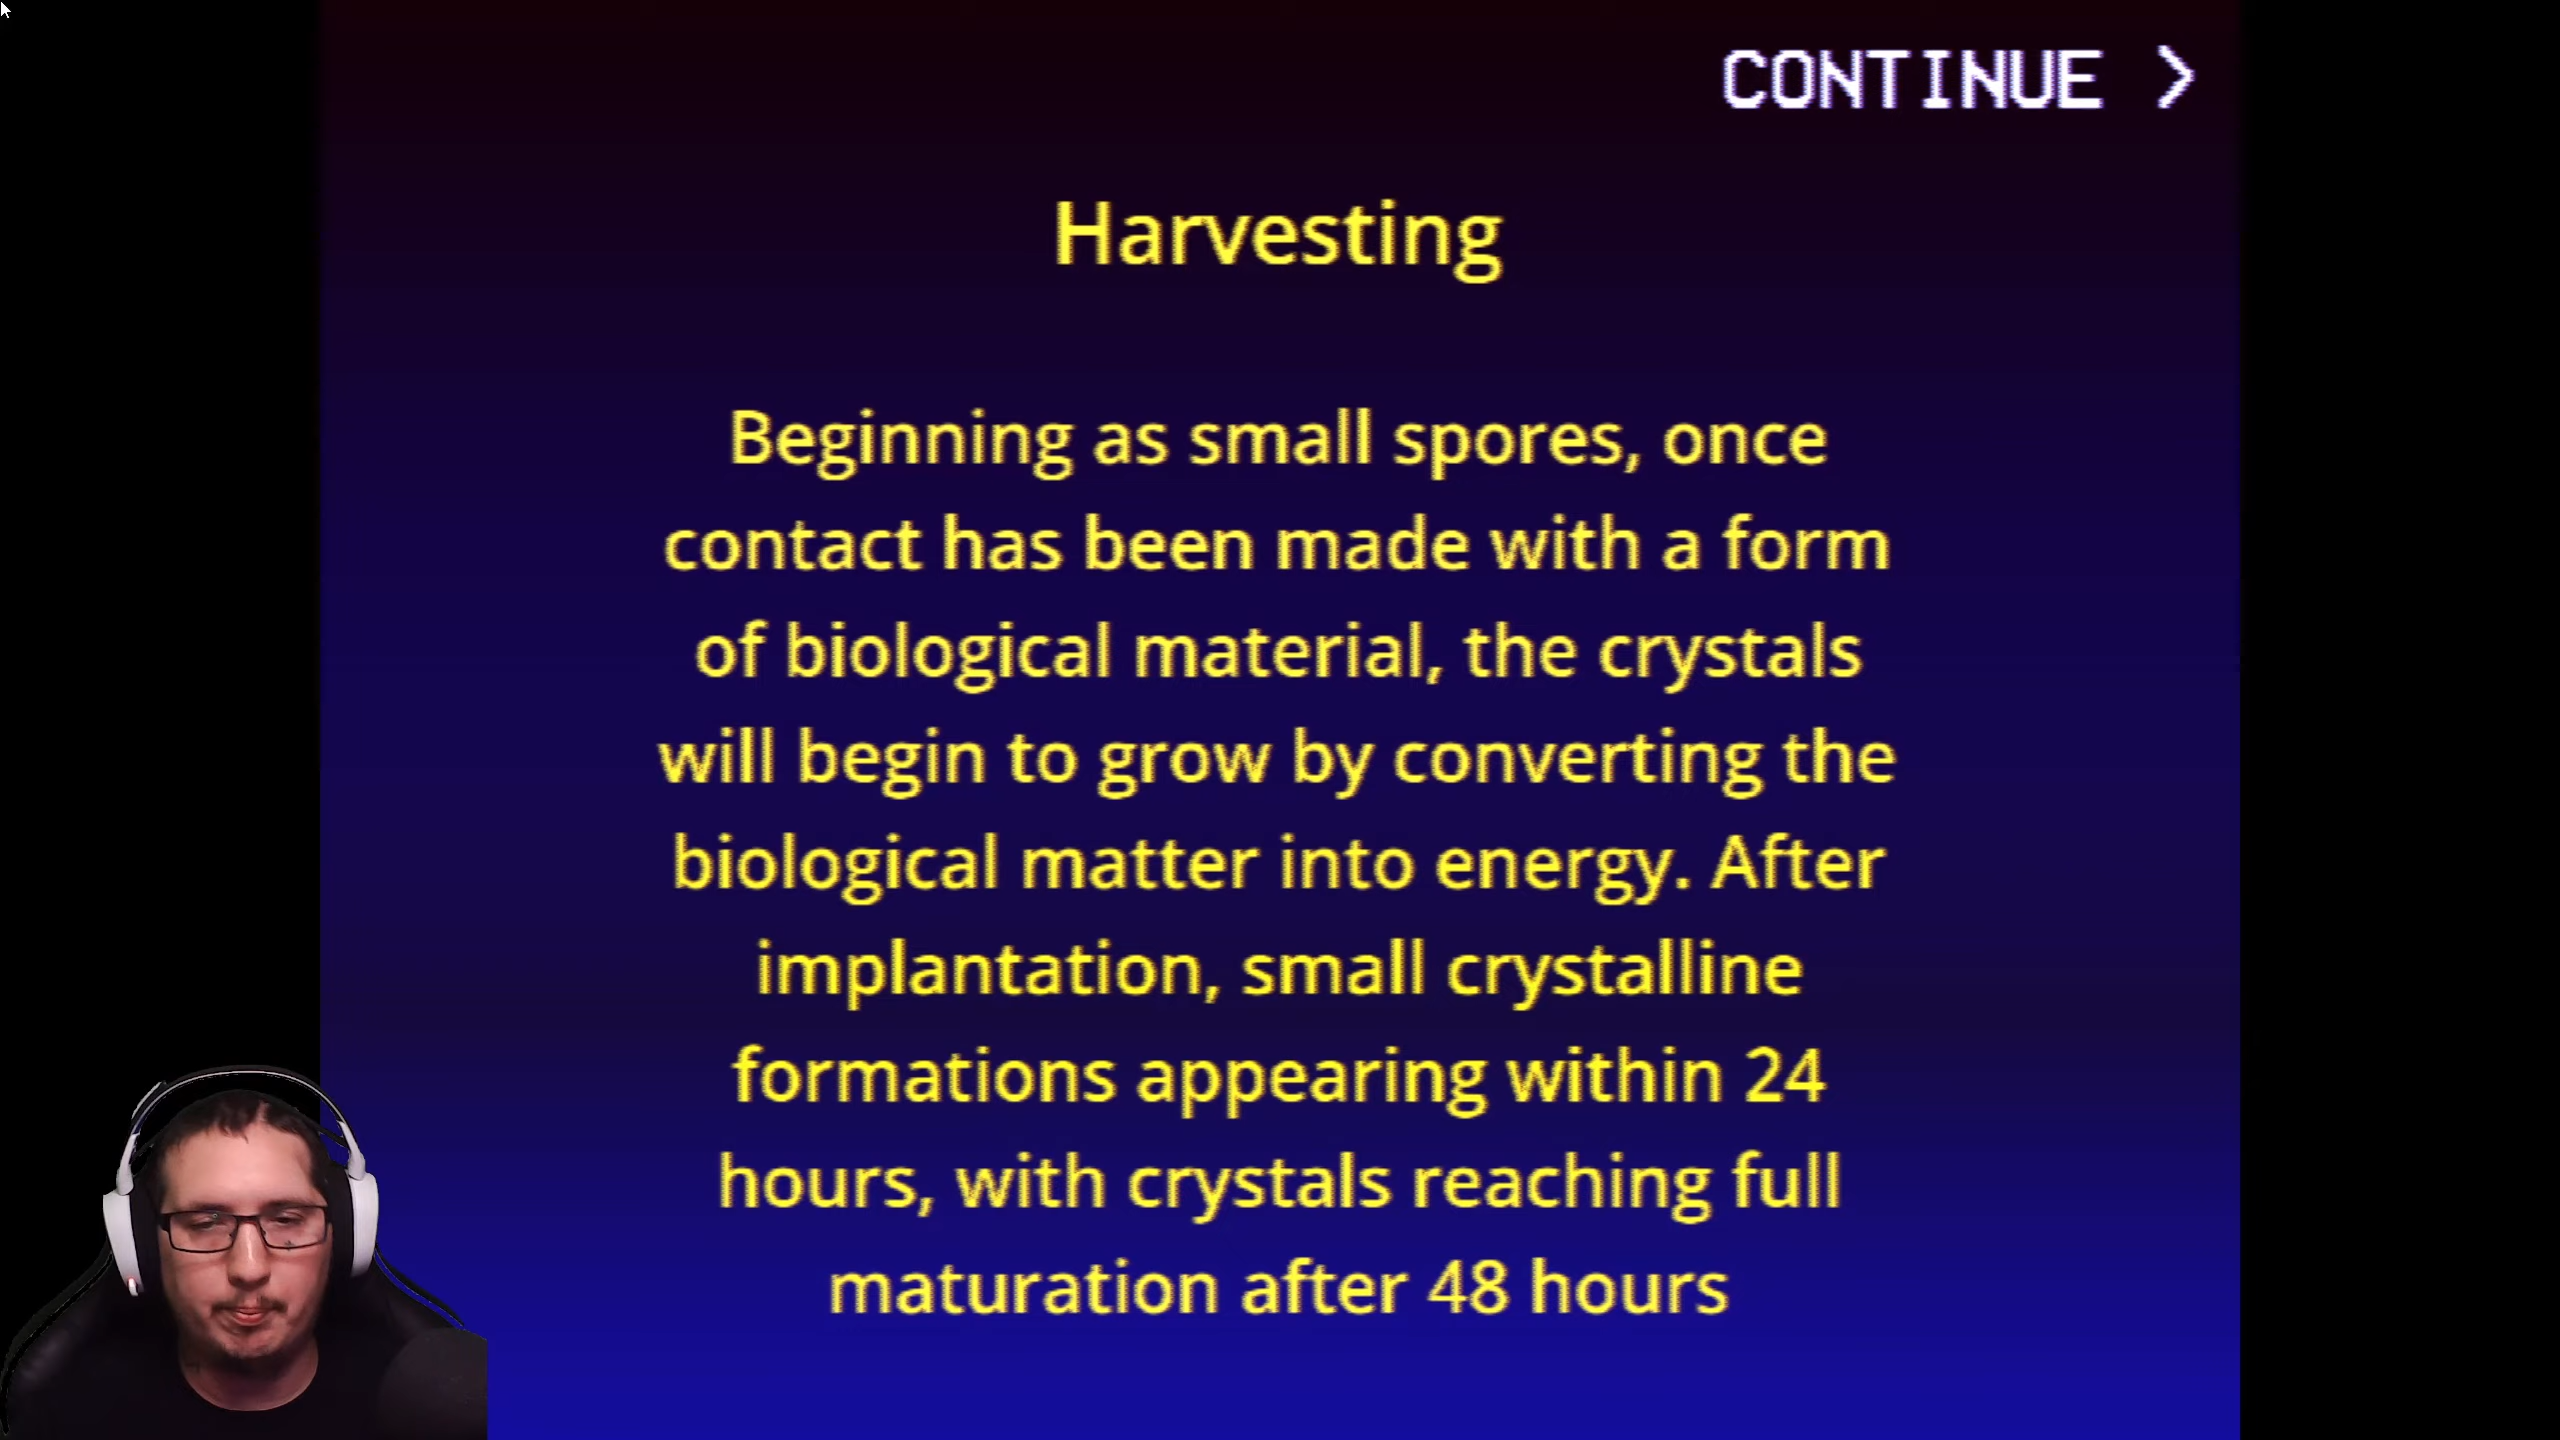 CONTINUE >
Harvesting
Beginning as small spores, once
contact has been made with a form
of biological material, the crystals
will begin to grow by converting the
biological matter into energy. After
implantation, small crystalline
formations appearing within 24
hours, with crystals reaching full
maturation after 48 hours